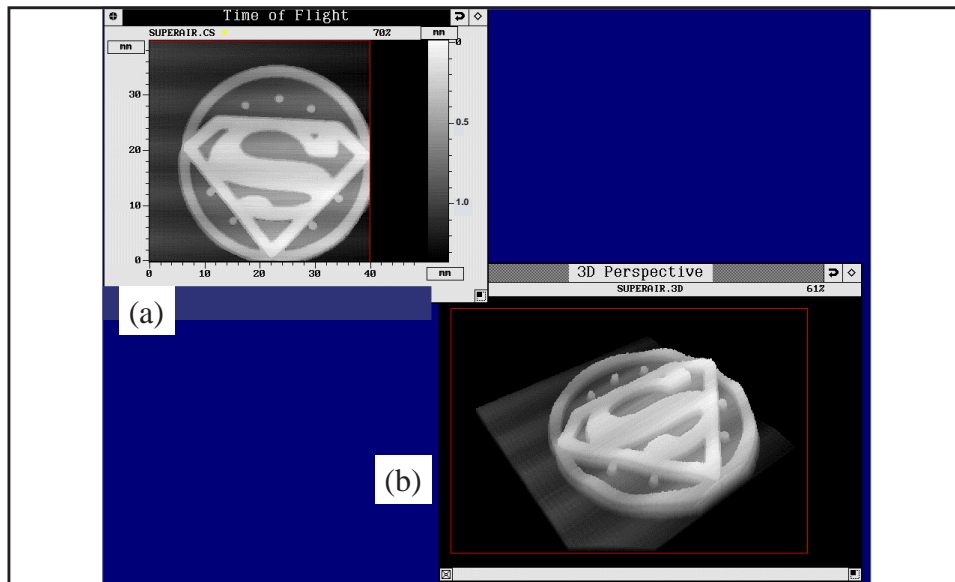 Time of Flight
SUPERAIR.CS 70%
mm
mm
0
0.5
1.0
30
20
10
0
0 10 20 30 40
mm
(a)
3D Perspective
SUPERAIR.3D 61%
(b)
S